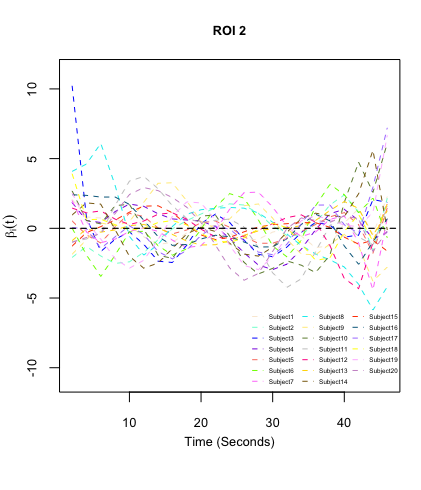 ROI 2
10
5
0
-5
-10
βi(t)
Subject1 Subject8 Subject15
Subject2 Subject9 Subject16
Subject3 Subject10 Subject17
Subject4 Subject11 Subject18
Subject5 Subject12 Subject19
Subject6 Subject13 Subject20
Subject7 Subject14
10 20 30 40
Time (Seconds)